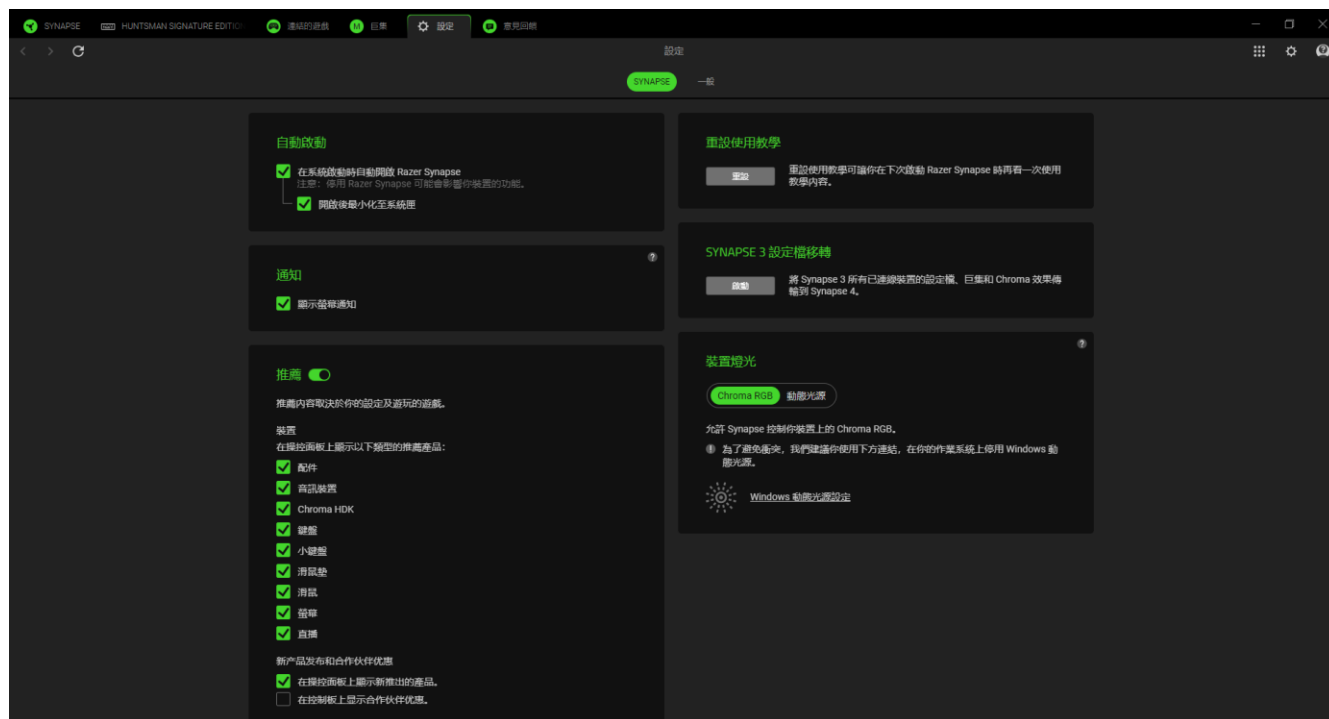 SYNAPSE
HUNTSMAN SIGNATURE EDITIO
連結的遊戲
巨集
設定
意見回饋
設定
SYNAPSE
一般
自動啟動
在系統啟動時自動開啟 Razer Synapse
注意：停用 Razer Synapse 可能會影響你裝置的功能。
開啟後最小化至系統匣
通知
顯示螢幕通知
推薦
推薦內容取決於你的設定及遊玩的遊戲。
裝置
在操控面板上顯示以下類型的推薦產品：
配件
音訊裝置
Chroma HDK
鍵盤
小鍵盤
滑鼠墊
滑鼠
螢幕
直播
新产品发布和合作伙伴优惠
在操控面板上顯示新推出的產品。
在控制板上显示合作伙伴优惠。
重設使用教學
重設
重設使用教學可讓你在下次啟動 Razer Synapse 時再看一次使用
教學內容。
SYNAPSE 3 設定檔移轉
啟動
將 Synapse 3 所有已連線裝置的設定檔、巨集和 Chroma 效果傳
輸到 Synapse 4。
裝置燈光
Chroma RGB
動態光源
允許 Synapse 控制你裝置上的 Chroma RGB。
為了避免衝突，我們建議你使用下方連結，在你的作業系統上停用 Windows 動
態光源。
Windows 動態光源設定